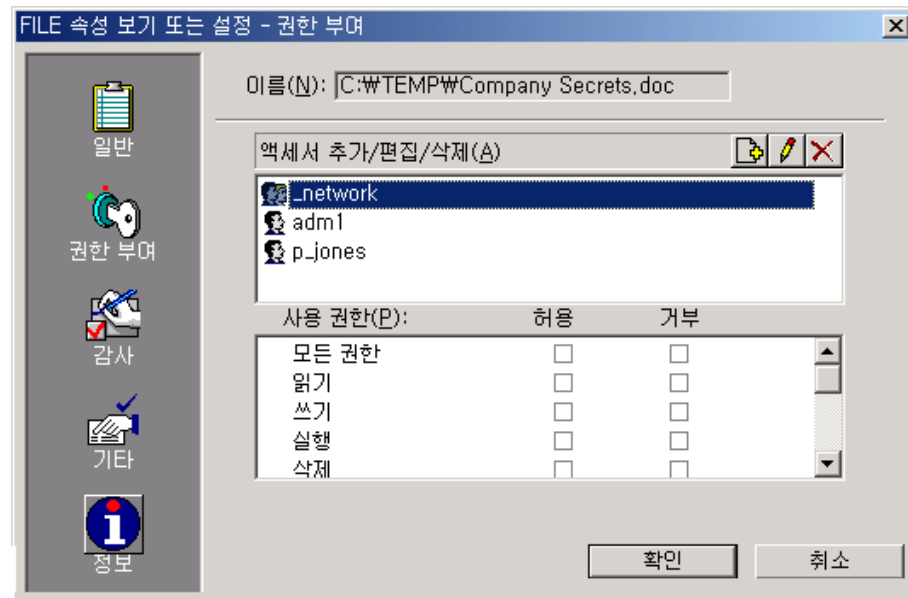 FILE 속성 보기 또는 설정 - 권한 부여
이름(N): C:₩TEMP₩Company Secrets.doc
일반
액세서 추가/편집/삭제(A)
_network
adm1
p_jones
권한 부여
사용 권한(P): 허용 거부
모든 권한
읽기
쓰기
실행
삭제
감사
기타
정보
확인 취소